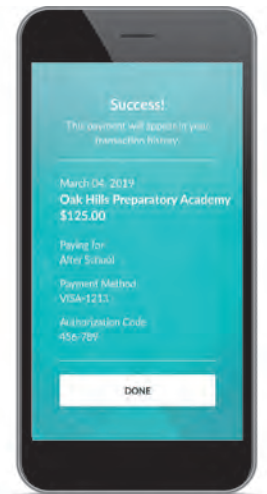 Success!
This payment will appear in your
transaction history.
March 04, 2019
Oak Hills Preparatory Academy
$125.00
Paying for
After School
Payment Method
VISA-1213
Authorization Code
456-789
DONE